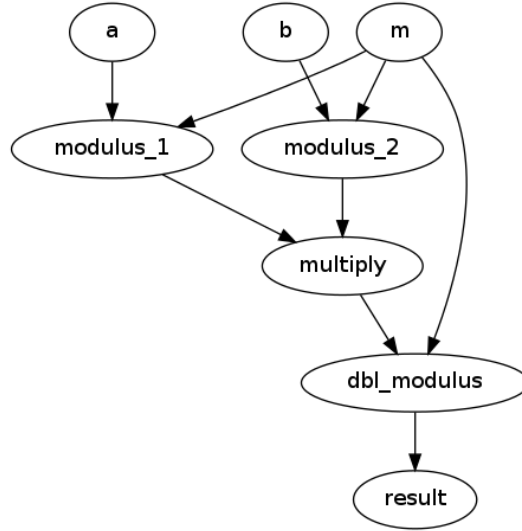 a
b
m
modulus_1
modulus_2
multiply
dbl_modulus
result